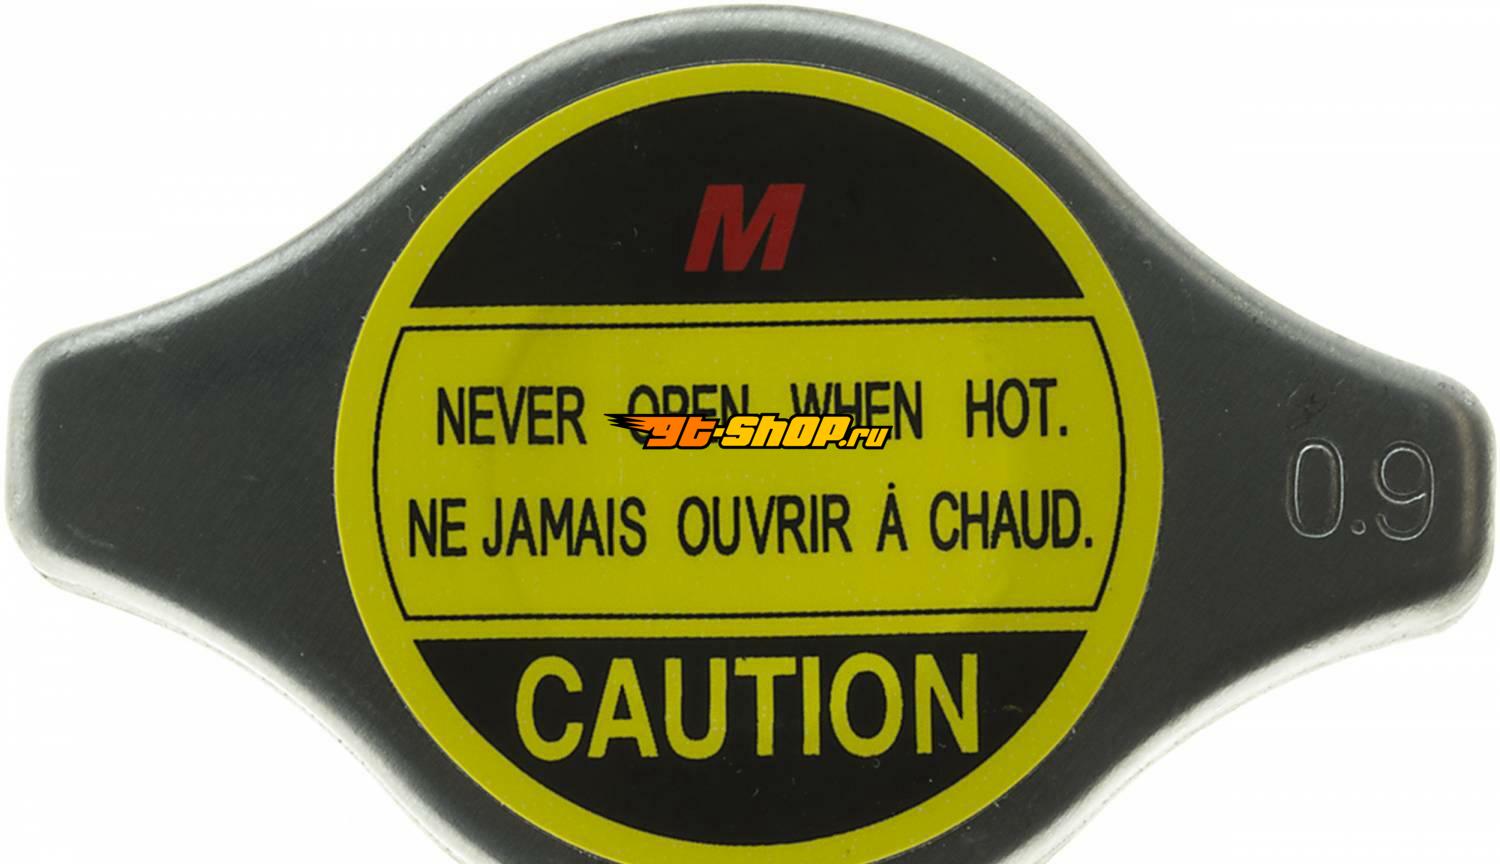 M
NEVER OPEN WHEN HOT.
gt-shop.ru
NE JAMAIS OUVRIR À CHAUD.
0.9
CAUTION